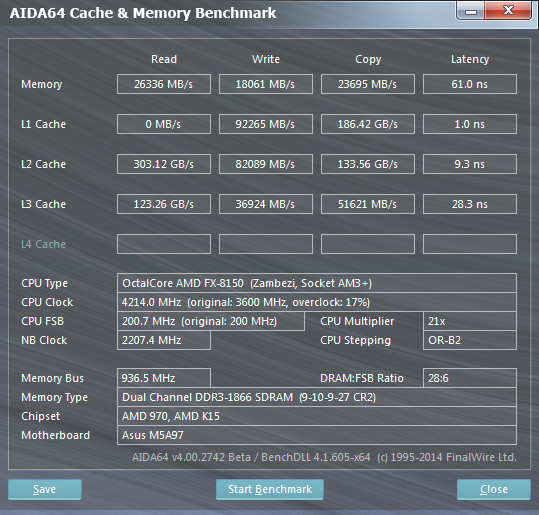 AIDA64 Cache & Memory Benchmark
Read Write Copy Latency
Memory 26336 MB/s 18061 MB/s 23695 MB/s 61.0 ns
L1 Cache 0 MB/s 92265 MB/s 186.42 GB/s 1.0 ns
L2 Cache 303.12 GB/s 82089 MB/s 133.56 GB/s 9.3 ns
L3 Cache 123.26 GB/s 36924 MB/s 51621 MB/s 28.3 ns
L4 Cache
CPU Type OctalCore AMD FX-8150 (Zambezi, Socket AM3+)
CPU Clock 4214.0 MHz (original: 3600 MHz, overclock: 17%)
CPU FSB 200.7 MHz (original: 200 MHz) CPU Multiplier 21x
NB Clock 2207.4 MHz CPU Stepping OR-B2
Memory Bus 936.5 MHz DRAM:FSB Ratio 28:6
Memory Type Dual Channel DDR3-1866 SDRAM (9-10-9-27 CR2)
Chipset AMD 970, AMD K15
Motherboard Asus M5A97
AIDA64 v4.00.2742 Beta / BenchDLL 4.1.605-x64 (c) 1995-2014 FinalWire Ltd.
Save Start Benchmark Close